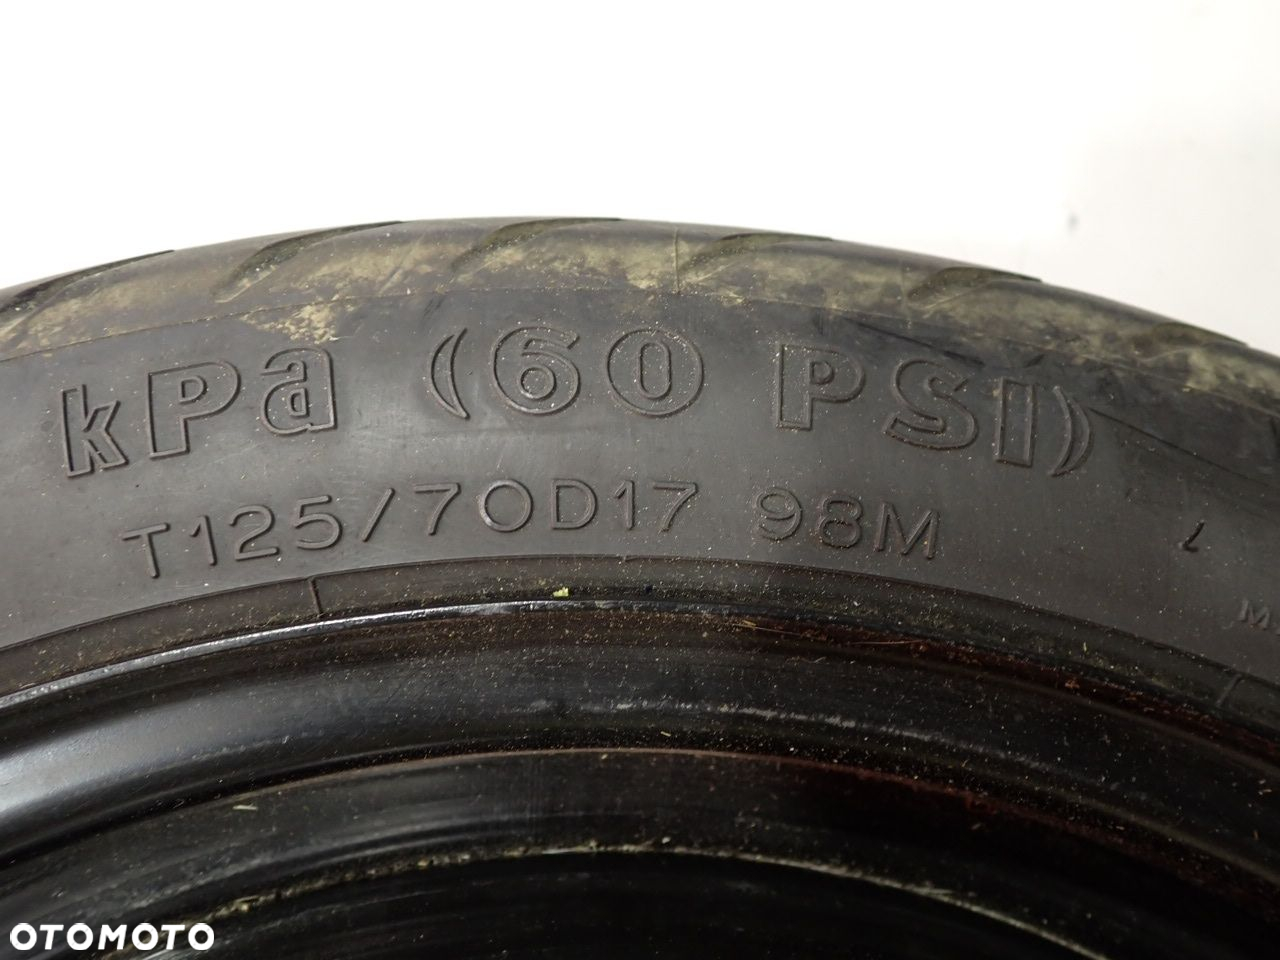 kPa (60 PSI)
T125/70D17 98M
M
OTOMOTO